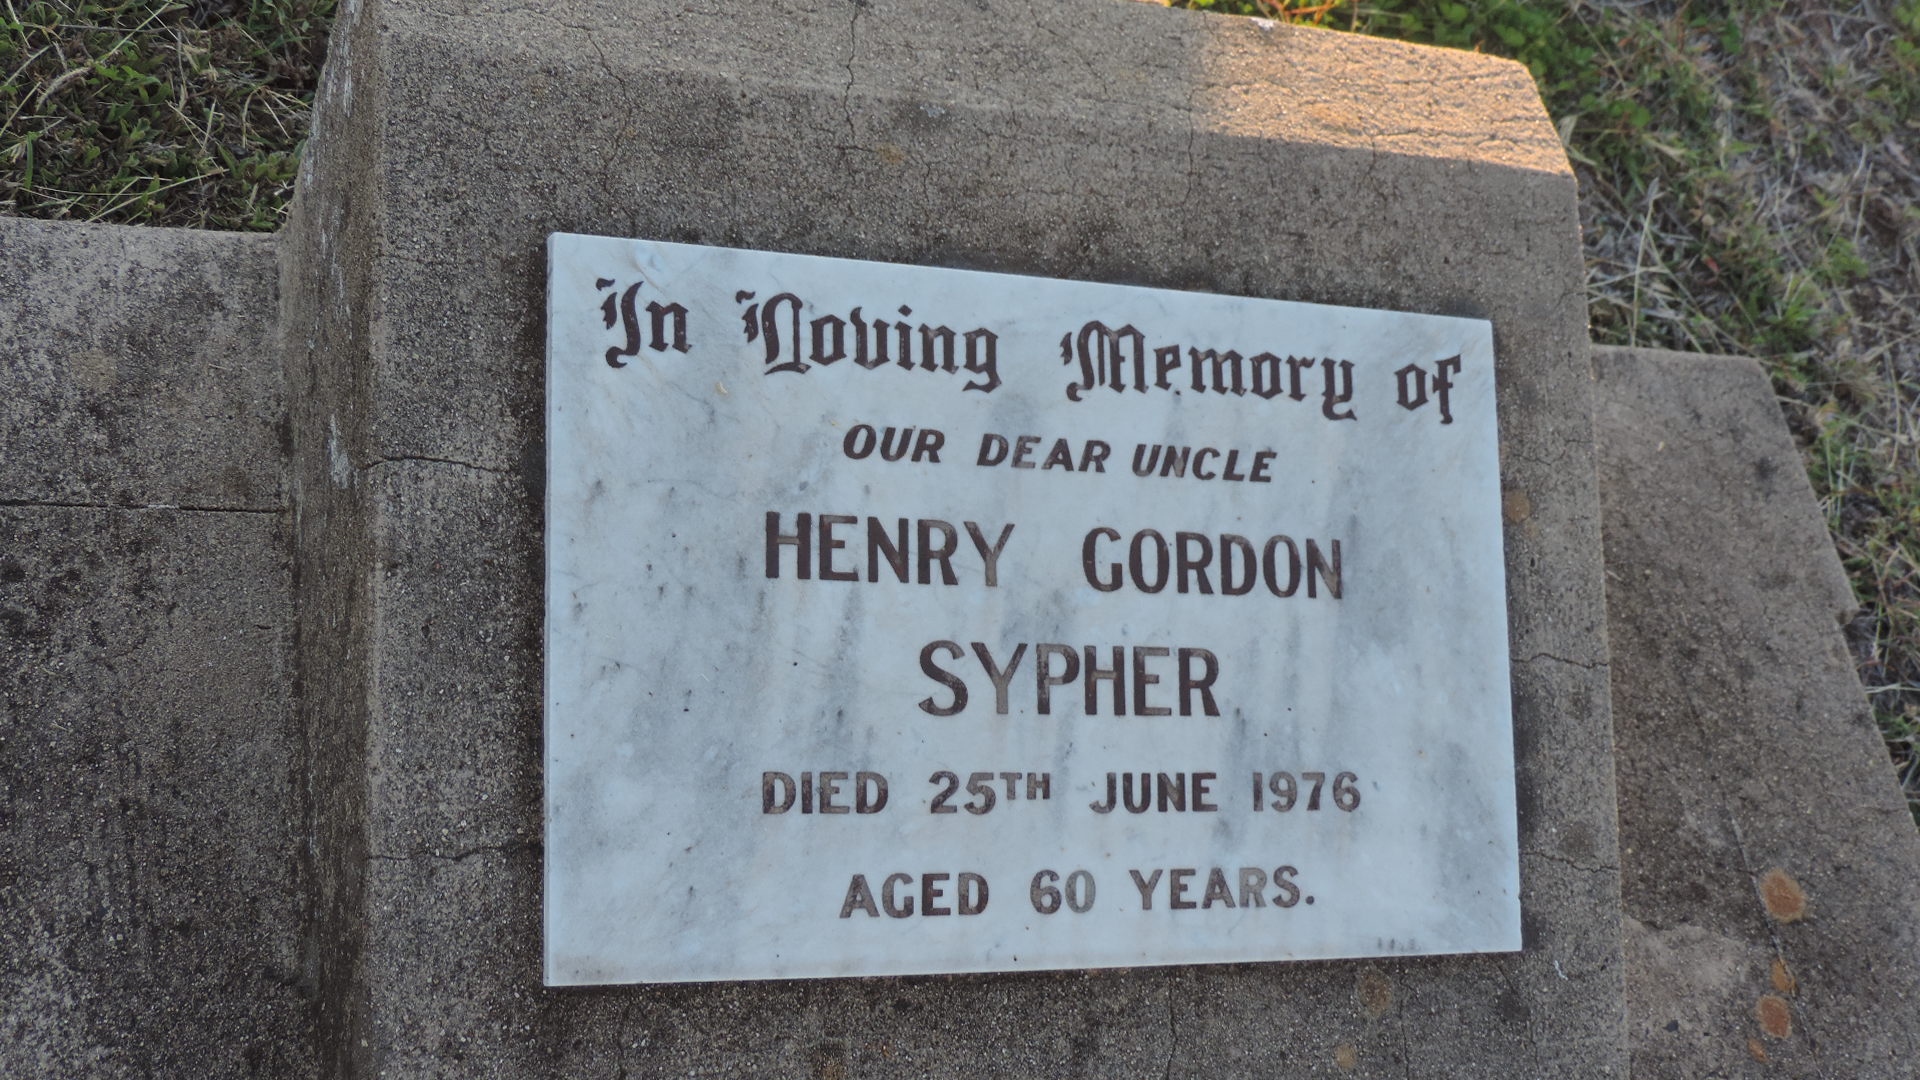 In Loving Memory of
OUR DEAR UNCLE
HENRY GORDON
SYPHER
DIED 25TH JUNE 1976
AGED 60 YEARS.